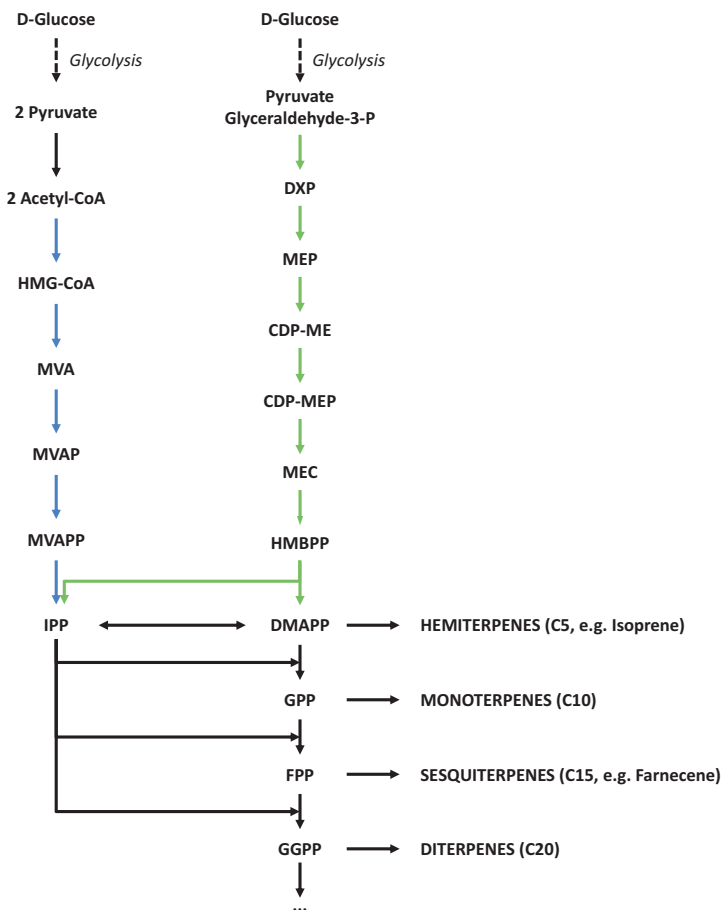 D-Glucose
Glycolysis
2 Pyruvate
2 Acetyl-CoA
HMG-CoA
MVA
MVAP
MVAPP
IPP
D-Glucose
Glycolysis
Pyruvate
Glyceraldehyde-3-P
DXP
MEP
CDP-ME
CDP-MEP
MEC
HMBPP
DMAPP
HEMITERPENES (C5, e.g. Isoprene)
GPP
MONOTERPENES (C10)
FPP
SESQUITERPENES (C15, e.g. Farnecene)
GGPP
DITERPENES (C20)
...